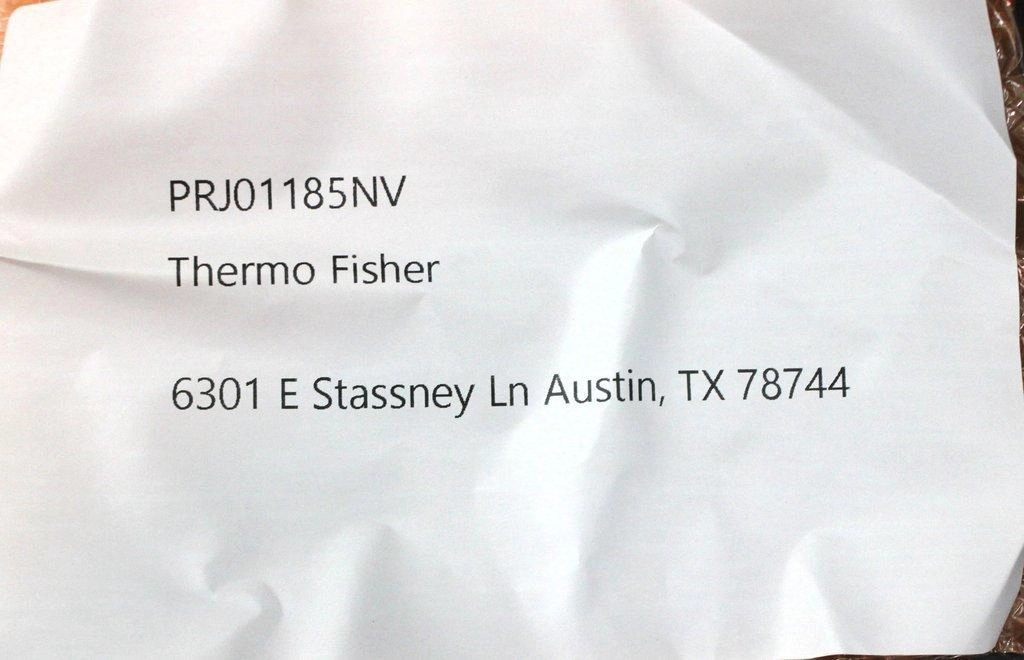 PRJ01185NV
Thermo Fisher
6301 E Stassney Ln Austin, TX 78744